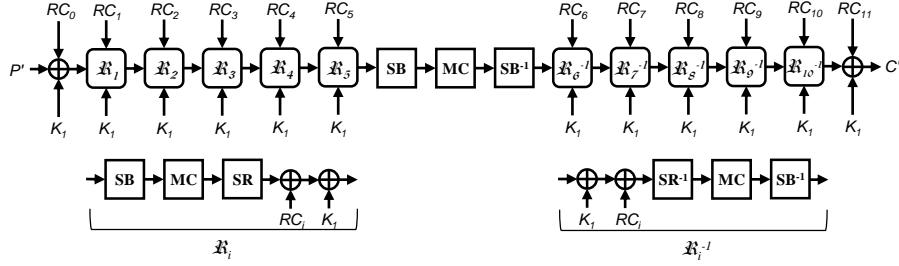 RC0 RC1 RC2 RC3 RC4 RC5 RC6 RC7 RC8 RC9 RC10 RC11
P' ℜ1 ℜ2 ℜ3 ℜ4 ℜ5 SB MC SB-1 ℜ6-1 ℜ7-1 ℜ8-1 ℜ9-1 ℜ10-1 C'
K1 K1 K1 K1 K1 K1 K1 K1 K1 K1 K1 K1
SB MC SR SR-1 MC SB-1
RCi K1 K1 RCi
ℜi ℜi-1